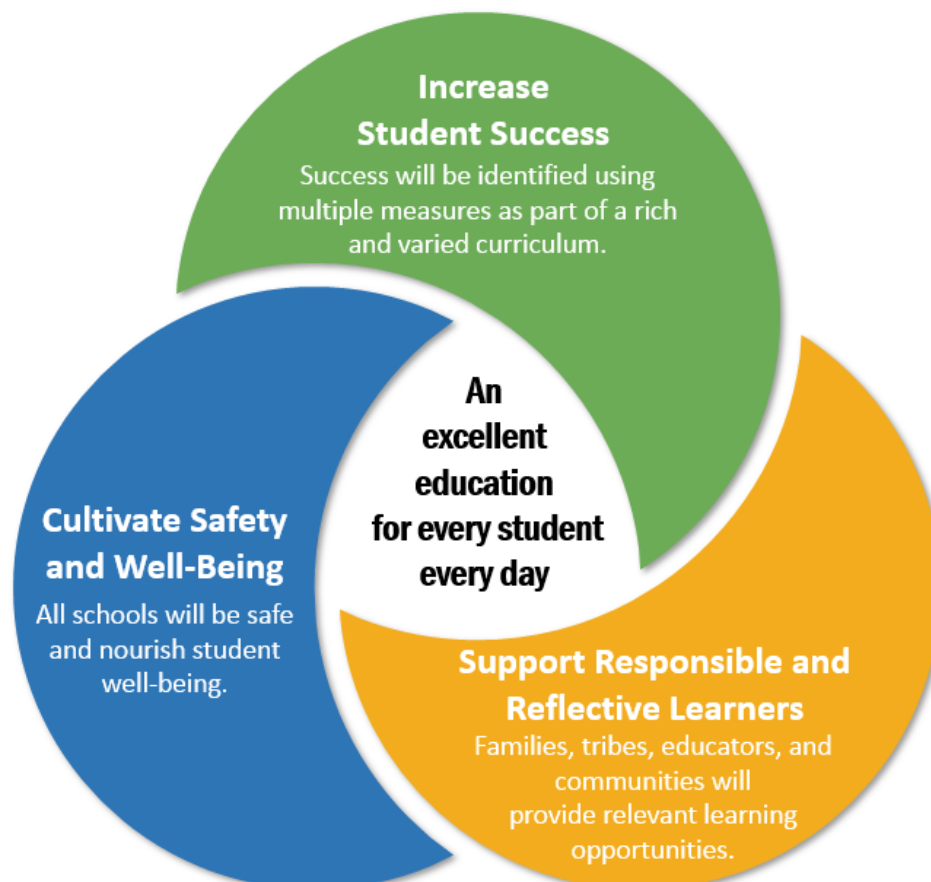 Increase
Student Success
Success will be identified using
multiple measures as part of a rich
and varied curriculum.
An
excellent
education
for every student
every day
Cultivate Safety
and Well-Being
All schools will be safe
and nourish student
well-being.
Support Responsible and
Reflective Learners
Families, tribes, educators, and
communities will
provide relevant learning
opportunities.